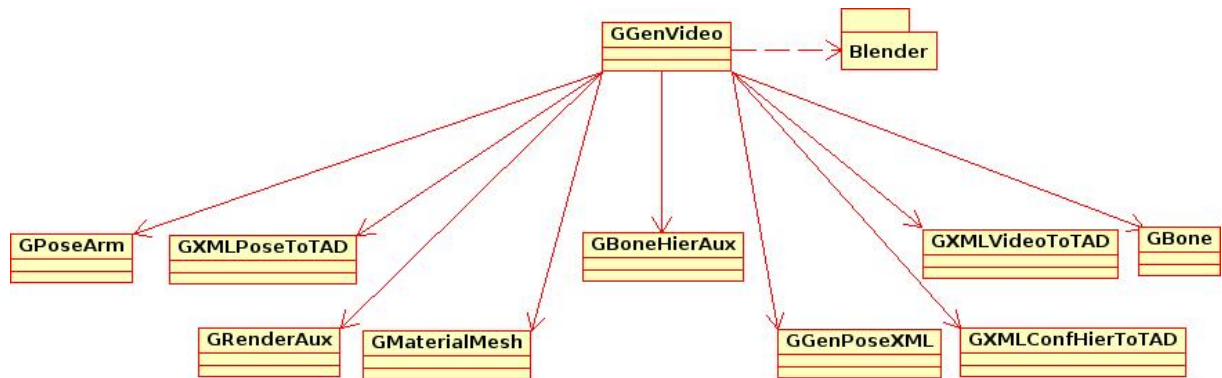 GGenVideo
Blender
GPoseArm
GXMLPoseToTAD
GBoneHierAux
GXMLVideoToTAD
GBone
GRenderAux
GMaterialMesh
GGenPoseXML
GXMLConfHierToTAD